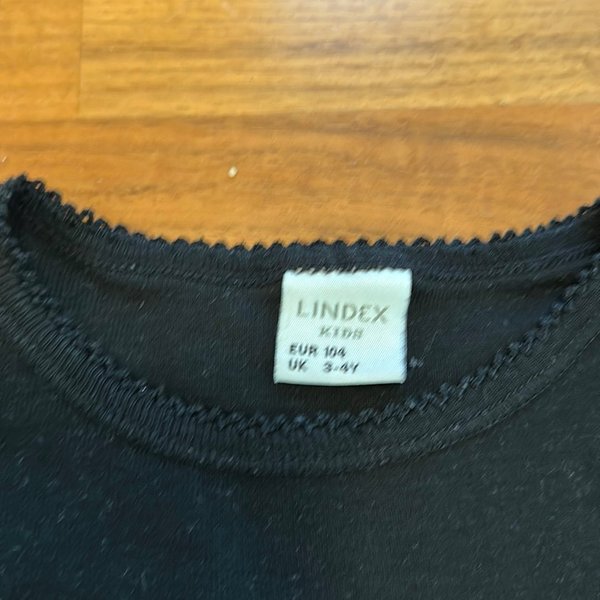 LINDEX
KIDS
EUR 104
UK 3-4Y